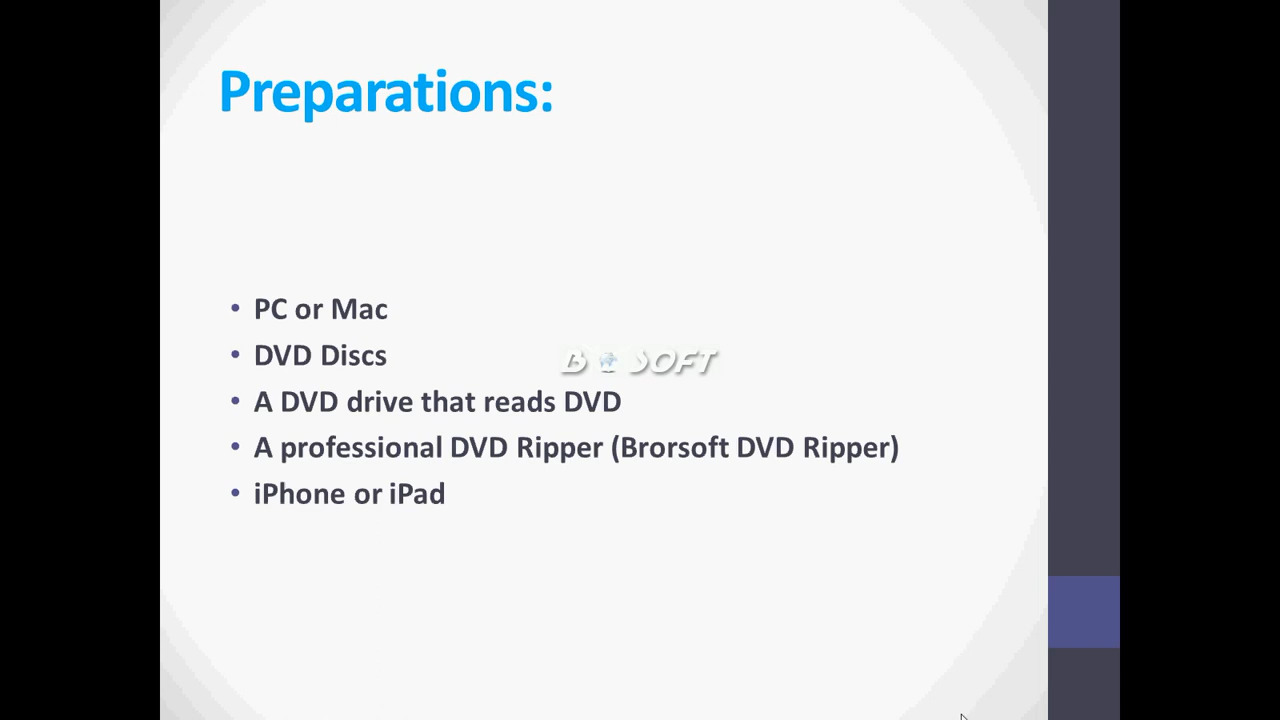 Preparations:
• PC or Mac
• DVD Discs
B SOFT
• A DVD drive that reads DVD
• A professional DVD Ripper (Brorsoft DVD Ripper)
• iPhone or iPad